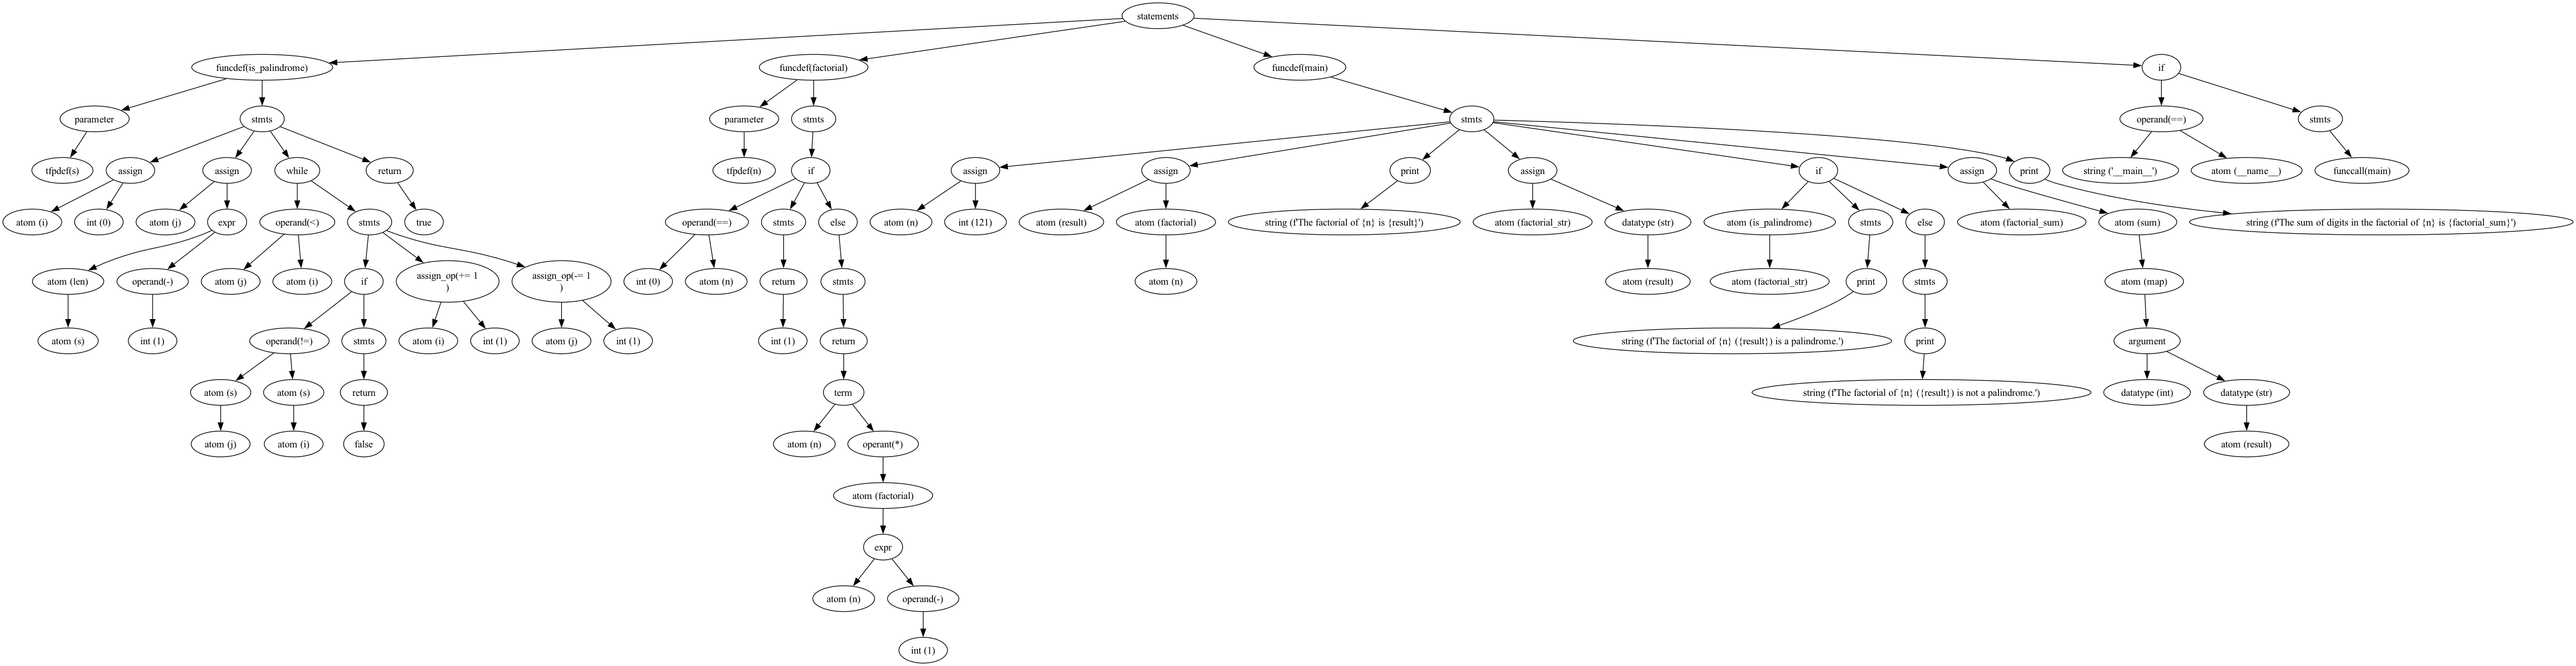 statements
funcdef(is_palindrome)
funcdef(factorial)
funcdef(main)
if
parameter
stmts
parameter
stmts
stmts
operand(==)
stmts
tfpdef(s)
assign
assign
while
return
tfpdef(n)
if
assign
assign
print
assign
if
assign
print
string ('__main__')
atom (__name__)
funccall(main)
atom (i)
int (0)
atom (j)
expr
operand(<)
stmts
true
operand(==)
stmts
else
atom (n)
int (121)
atom (result)
atom (factorial)
string (f'The factorial of {n} is {result}')
atom (factorial_str)
datatype (str)
atom (is_palindrome)
stmts
else
atom (factorial_sum)
atom (sum)
string (f'The sum of digits in the factorial of {n} is {factorial_sum}')
atom (len)
operand(-)
atom (j)
atom (i)
if
assign_op(+= 1
)
assign_op(-= 1
)
int (0)
atom (n)
return
stmts
atom (n)
atom (result)
atom (factorial_str)
print
stmts
atom (map)
atom (s)
int (1)
operand(!=)
stmts
atom (i)
int (1)
atom (j)
int (1)
int (1)
return
string (f'The factorial of {n} ({result}) is a palindrome.')
print
argument
atom (s)
atom (s)
return
term
string (f'The factorial of {n} ({result}) is not a palindrome.')
datatype (int)
datatype (str)
atom (j)
atom (i)
false
atom (n)
operant(*)
atom (result)
atom (factorial)
expr
atom (n)
operand(-)
int (1)